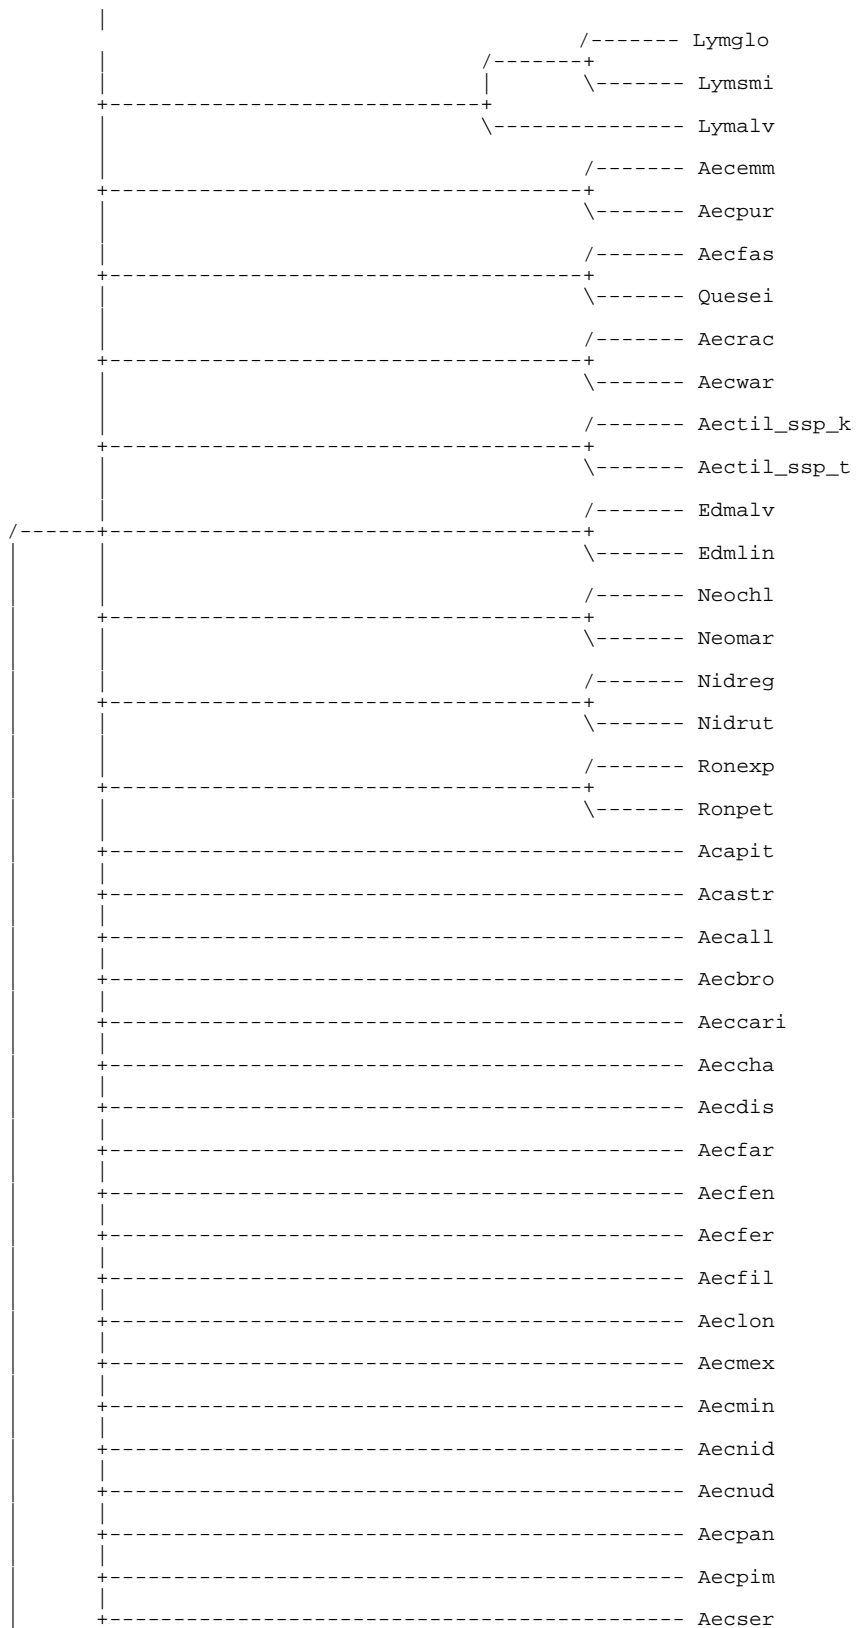 Lymglo
Lymsmi
Lymalv
Aecemm
Aecpur
Aecfas
Quesei
Aecrac
Aecwar
Aectil_ssp_k
Aectil_ssp_t
Edmalv
Edmlin
Neochl
Neomar
Nidreg
Nidrut
Ronexp
Ronpet
Acapit
Acastr
Aecall
Aecbro
Aeccari
Aeccha
Aecdis
Aecfar
Aecfen
Aecfer
Aecfil
Aeclon
Aecmex
Aecmin
Aecnid
Aecnud
Aecpan
Aecpim
Aecser